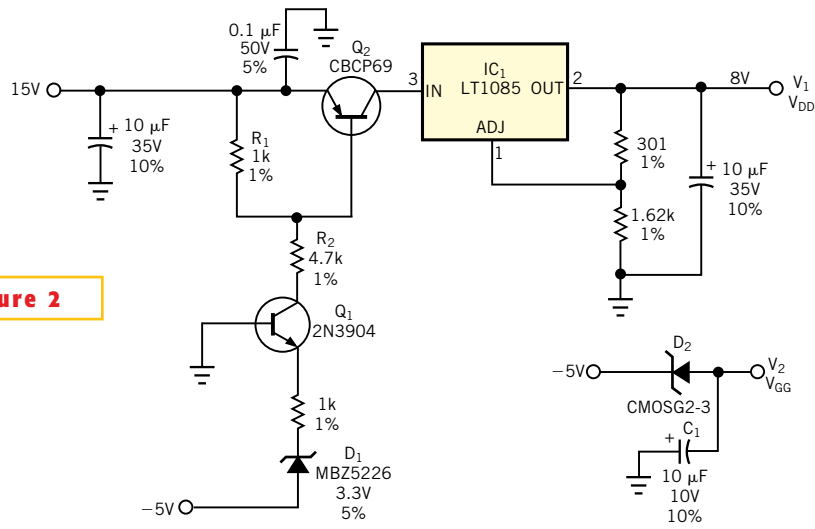 0.1 μF
50V
5%
Q2
CBCP69
15V
+ 10 μF
35V
10%
R1
1k
1%
3
IN
IC1
LT1085
OUT
ADJ
2
1
8V
V1
VDD
301
1%
1.62k
1%
+ 10 μF
35V
10%
R2
4.7k
1%
ure 2
Q1
2N3904
1k
1%
D1
MBZ5226
3.3V
5%
−5V
−5V
D2
CMOSG2-3
V2
VGG
+
C1
10 μF
10V
10%